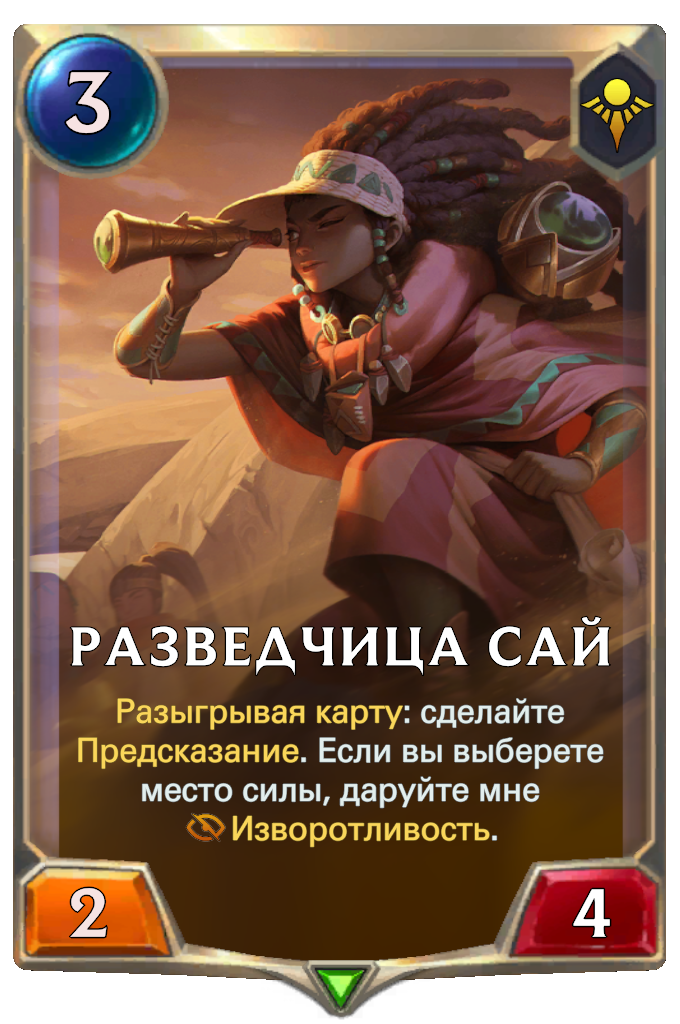 3
РАЗВЕДЧИЦА САЙ
Разыгрывая карту: сделайте
Предсказание. Если вы выберете
место силы, даруйте мне
Изворотливость.
2
4